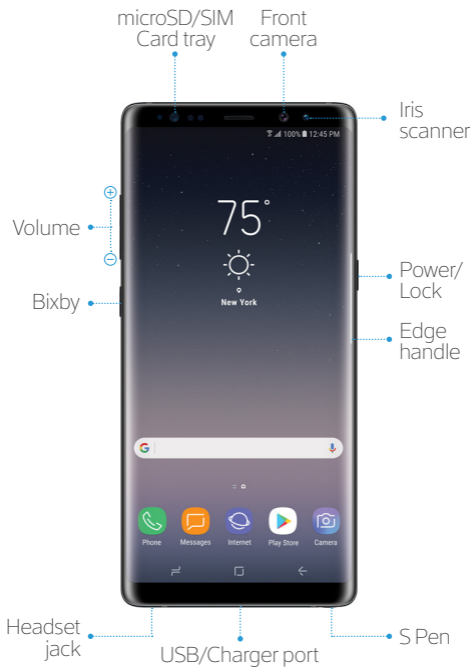 microSD/SIM
Card tray
Front
camera
Iris
scanner
100% 12:45 PM
75°
New York
Volume
Bixby
Power/
Lock
Edge
handle
G
Phone
Messages
Internet
Play Store
Camera
Headset
jack
USB/Charger port
S Pen